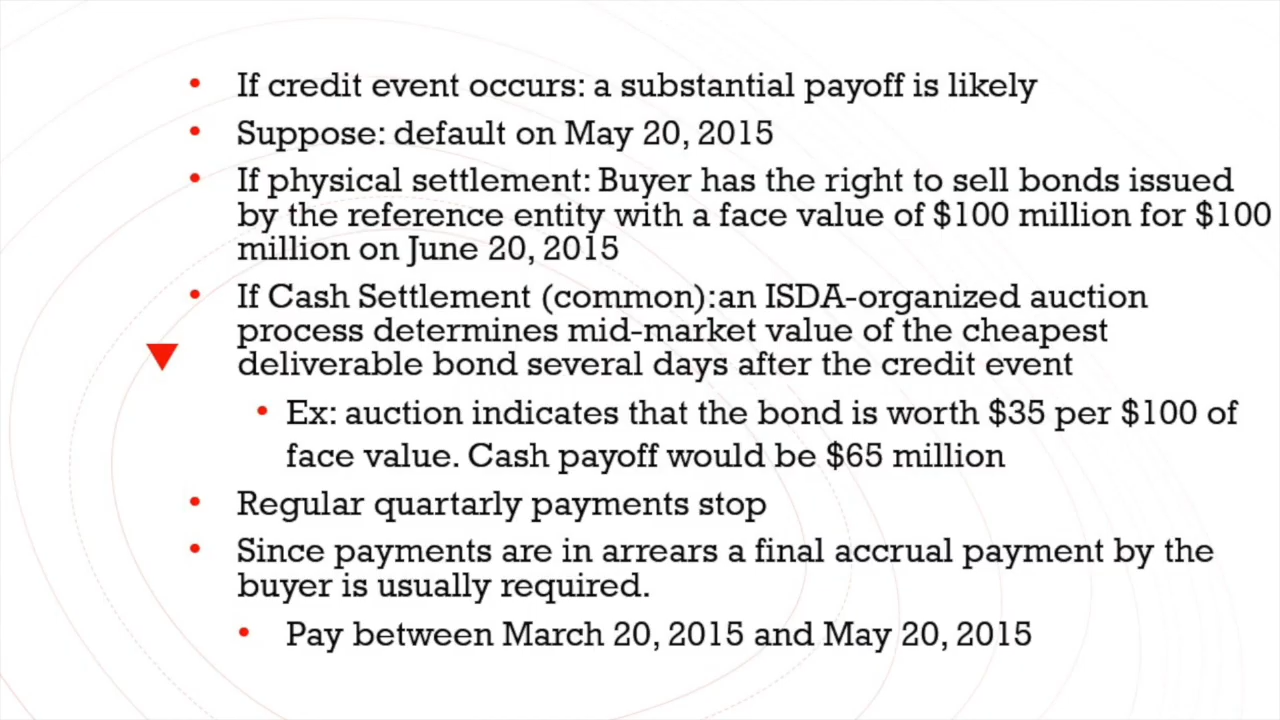 If credit event occurs: a substantial payoff is likely
Suppose: default on May 20, 2015
If physical settlement: Buyer has the right to sell bonds issued
by the reference entity with a face value of $100 million for $100
million on June 20, 2015
If Cash Settlement (common):an ISDA-organized auction
process determines mid-market value of the cheapest
deliverable bond several days after the credit event
Ex: auction indicates that the bond is worth $35 per $100 of
face value. Cash payoff would be $65 million
Regular quartarly payments stop
Since payments are in arrears a final accrual payment by the
buyer is usually required.
Pay between March 20, 2015 and May 20, 2015